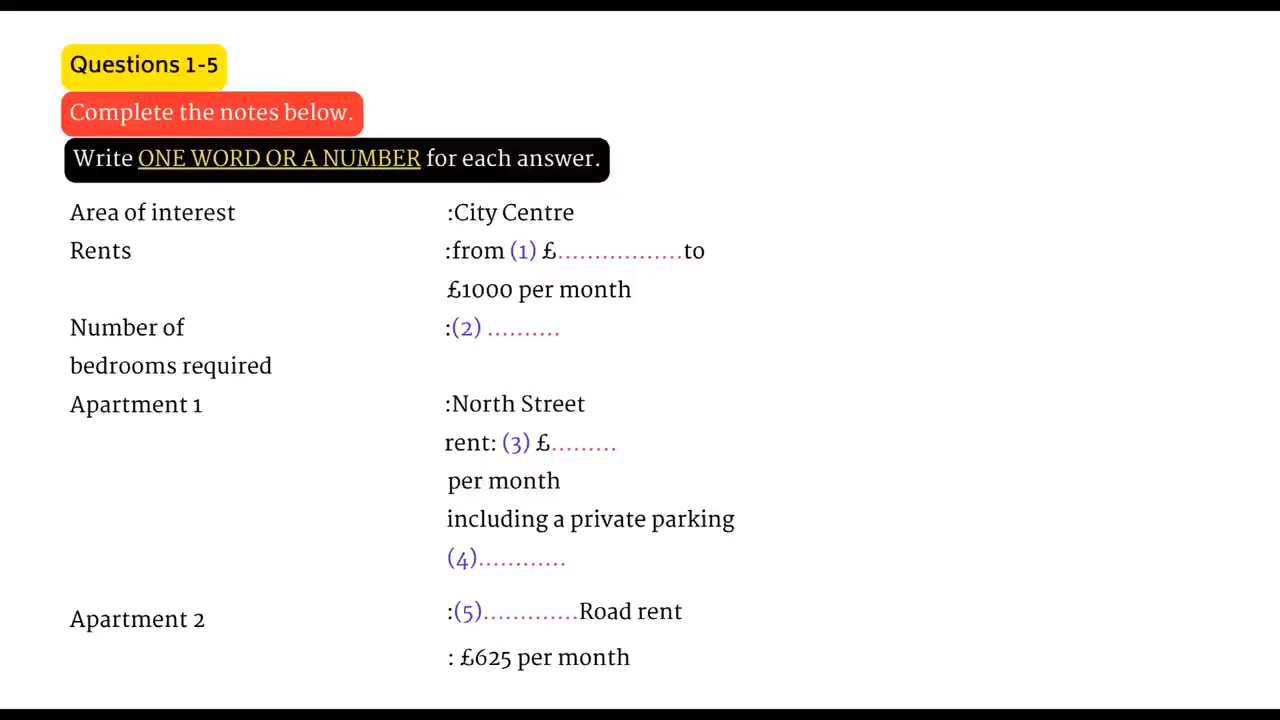 Questions 1-5
Complete the notes below.
Write ONE WORD OR A NUMBER for each answer.
Area of interest :City Centre
Rents :from (1) £.................to
£1000 per month
Number of :(2) ..........
bedrooms required
Apartment 1 :North Street
rent: (3) £.........
per month
including a private parking
(4)............
Apartment 2 :(5).............Road rent
: £625 per month